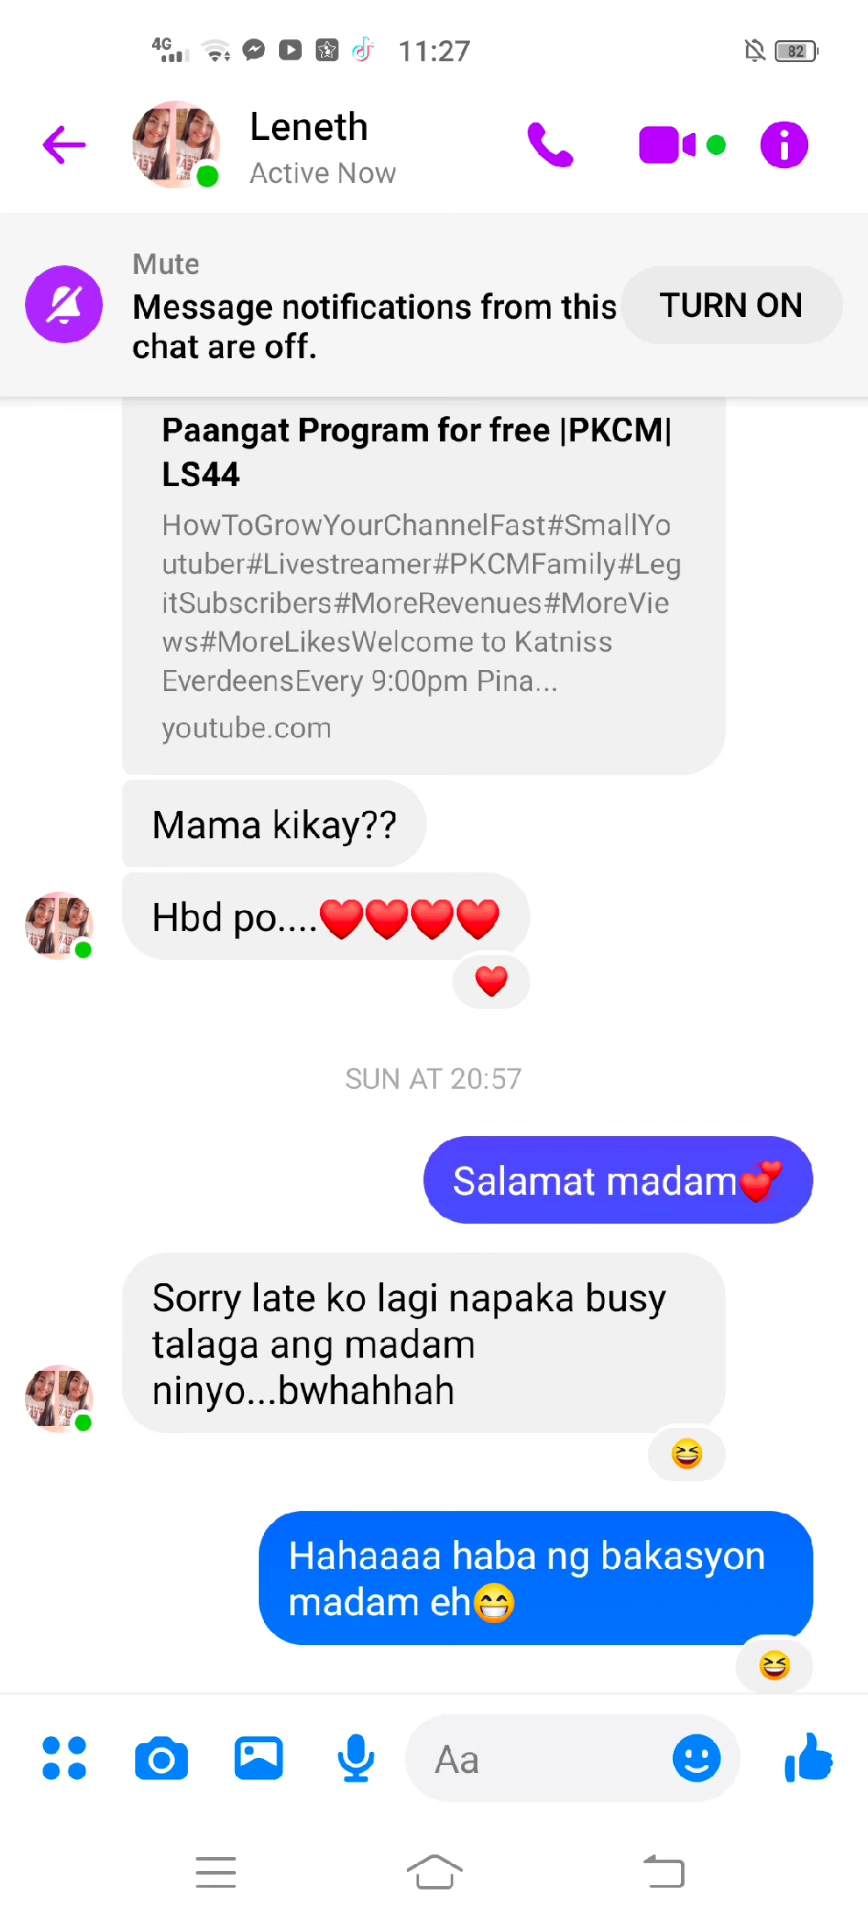 4G 11:27 82
Leneth
Active Now
Mute
Message notifications from this
chat are off.
TURN ON
Paangat Program for free |PKCM|
LS44
HowToGrowYourChannelFast#SmallYo
utuber#Livestreamer#PKCMFamily#Leg
itSubscribers#MoreRevenues#MoreVie
ws#MoreLikesWelcome to Katniss
EverdeensEvery 9:00pm Pina...
youtube.com
Mama kikay??
Hbd po....❤️❤️❤️❤️
❤️
SUN AT 20:57
Salamat madam💕
Sorry late ko lagi napaka busy
talaga ang madam
ninyo...bwhahhah
😆
Hahaaaa haba ng bakasyon
madam eh😁
😆
Aa